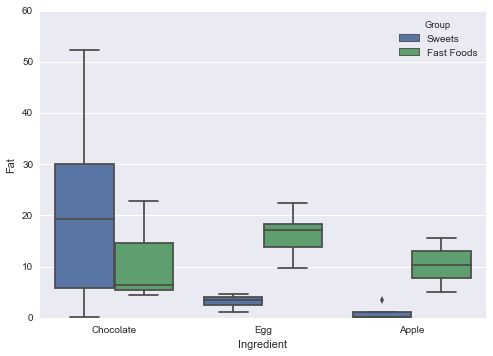 60
50
40
30
20
10
0
Fat
Group
Sweets
Fast Foods
Chocolate
Egg
Apple
Ingredient